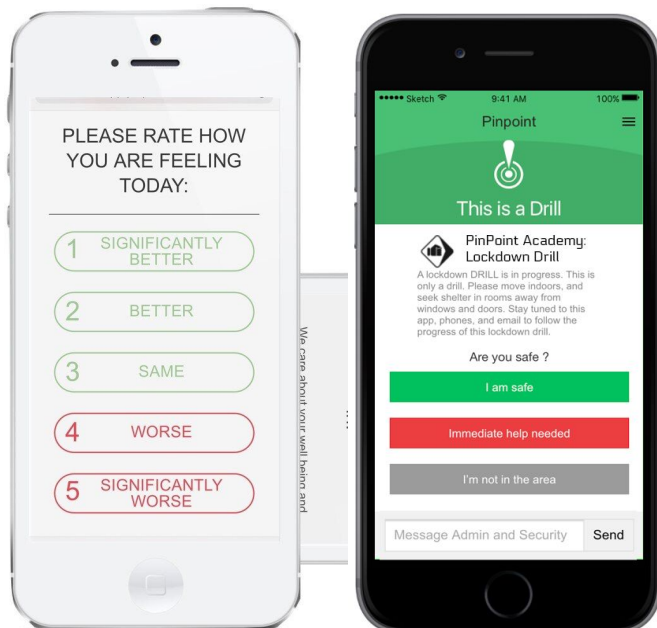 PLEASE RATE HOW
YOU ARE FEELING
TODAY:
1 SIGNIFICANTLY
BETTER
2 BETTER
3 SAME
4 WORSE
5 SIGNIFICANTLY
WORSE
We care about your well being and
Sketch 9:41 AM 100%
Pinpoint
This is a Drill
PinPoint Academy:
Lockdown Drill
A lockdown DRILL is in progress. This is
only a drill. Please move indoors, and
seek shelter in rooms away from
windows and doors. Stay tuned to this
app, phones, and email to follow the
progress of this lockdown drill.
Are you safe ?
I am safe
Immediate help needed
I'm not in the area
Message Admin and Security Send